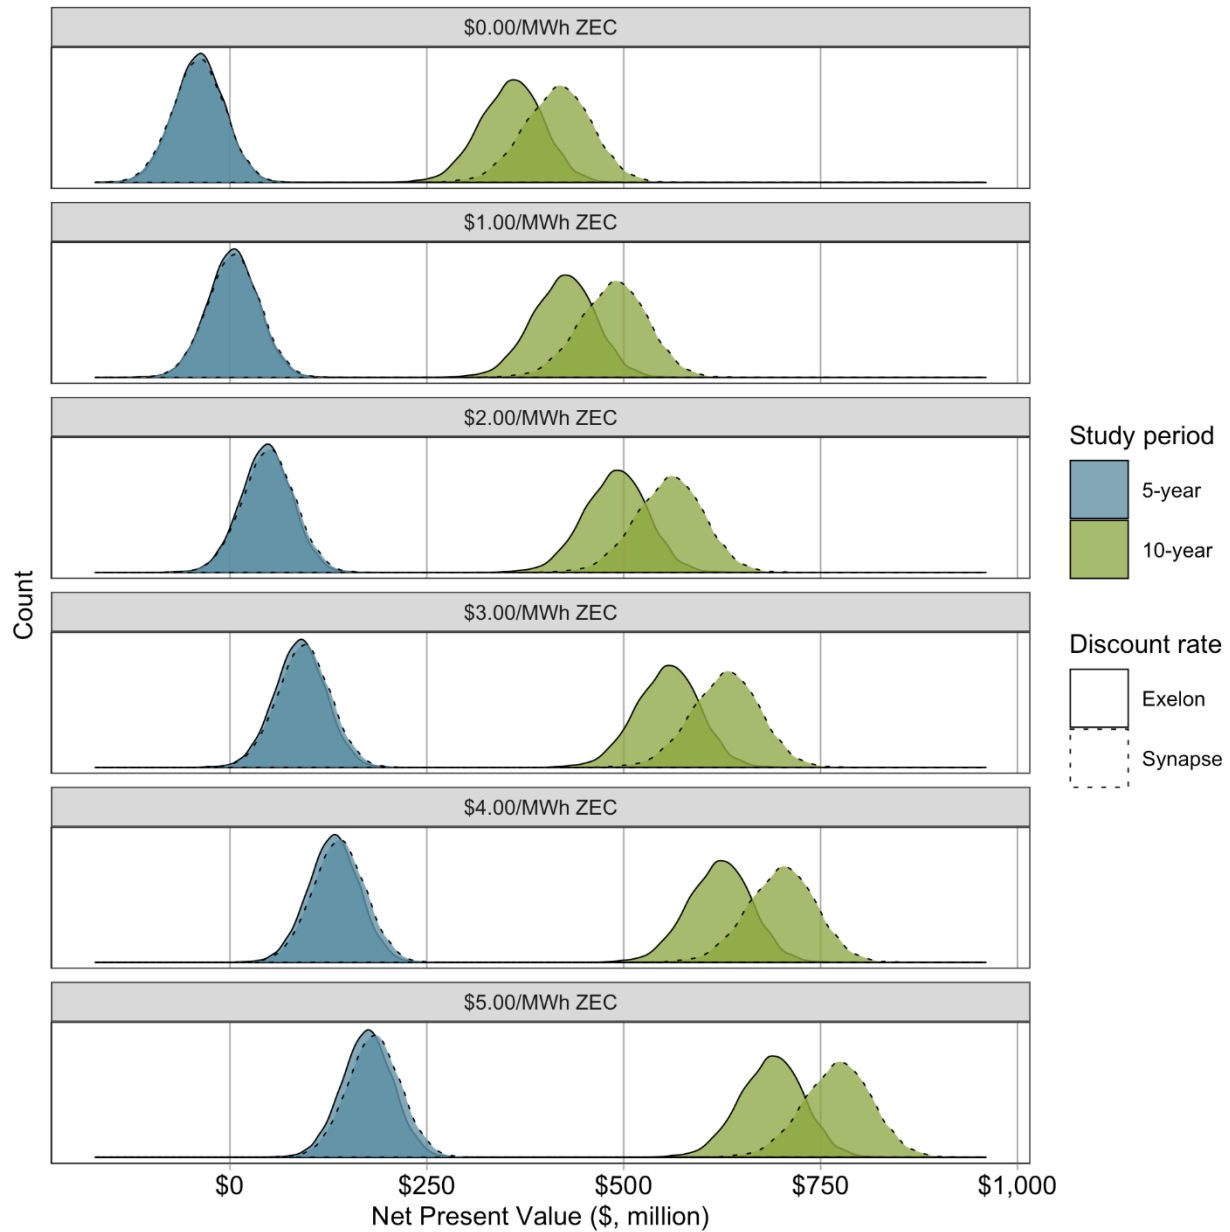 $0.00/MWh ZEC
$1.00/MWh ZEC
$2.00/MWh ZEC
$3.00/MWh ZEC
$4.00/MWh ZEC
$5.00/MWh ZEC
Count
$0 $250 $500 $750 $1,000
Net Present Value ($, million)
Study period
5-year
10-year
Discount rate
Exelon
Synapse